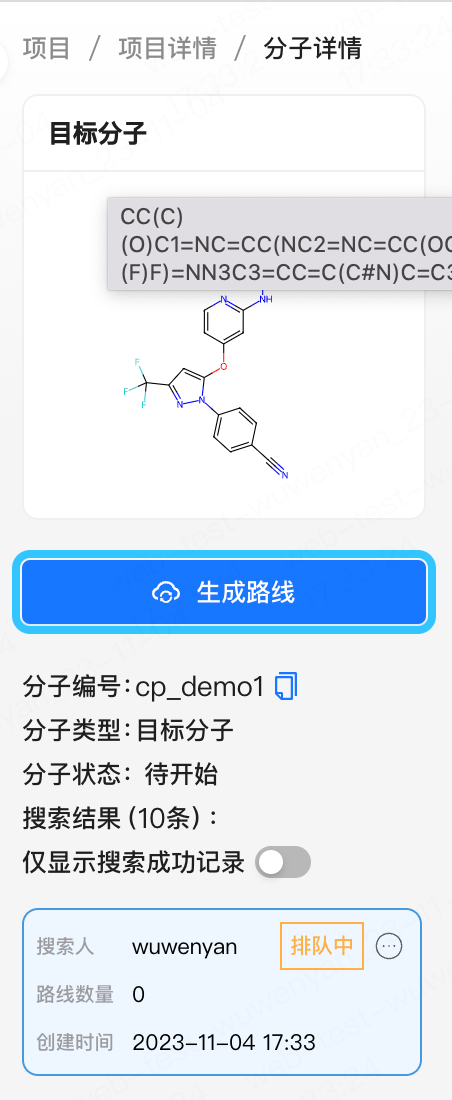 项目 / 项目详情 / 分子详情
目标分子
CC(C)
(O)C1=NC=CC(NC2=NC=CC(OC
(F)F)=NN3C3=CC=C(C#N)C=C3
N
NH
O
F
F
F
N
N
N
生成路线
分子编号：cp_demo1
分子类型：目标分子
分子状态：待开始
搜索结果 (10条)：
仅显示搜索成功记录
搜索人 wuwenyan 排队中
路线数量 0
创建时间 2023-11-04 17:33